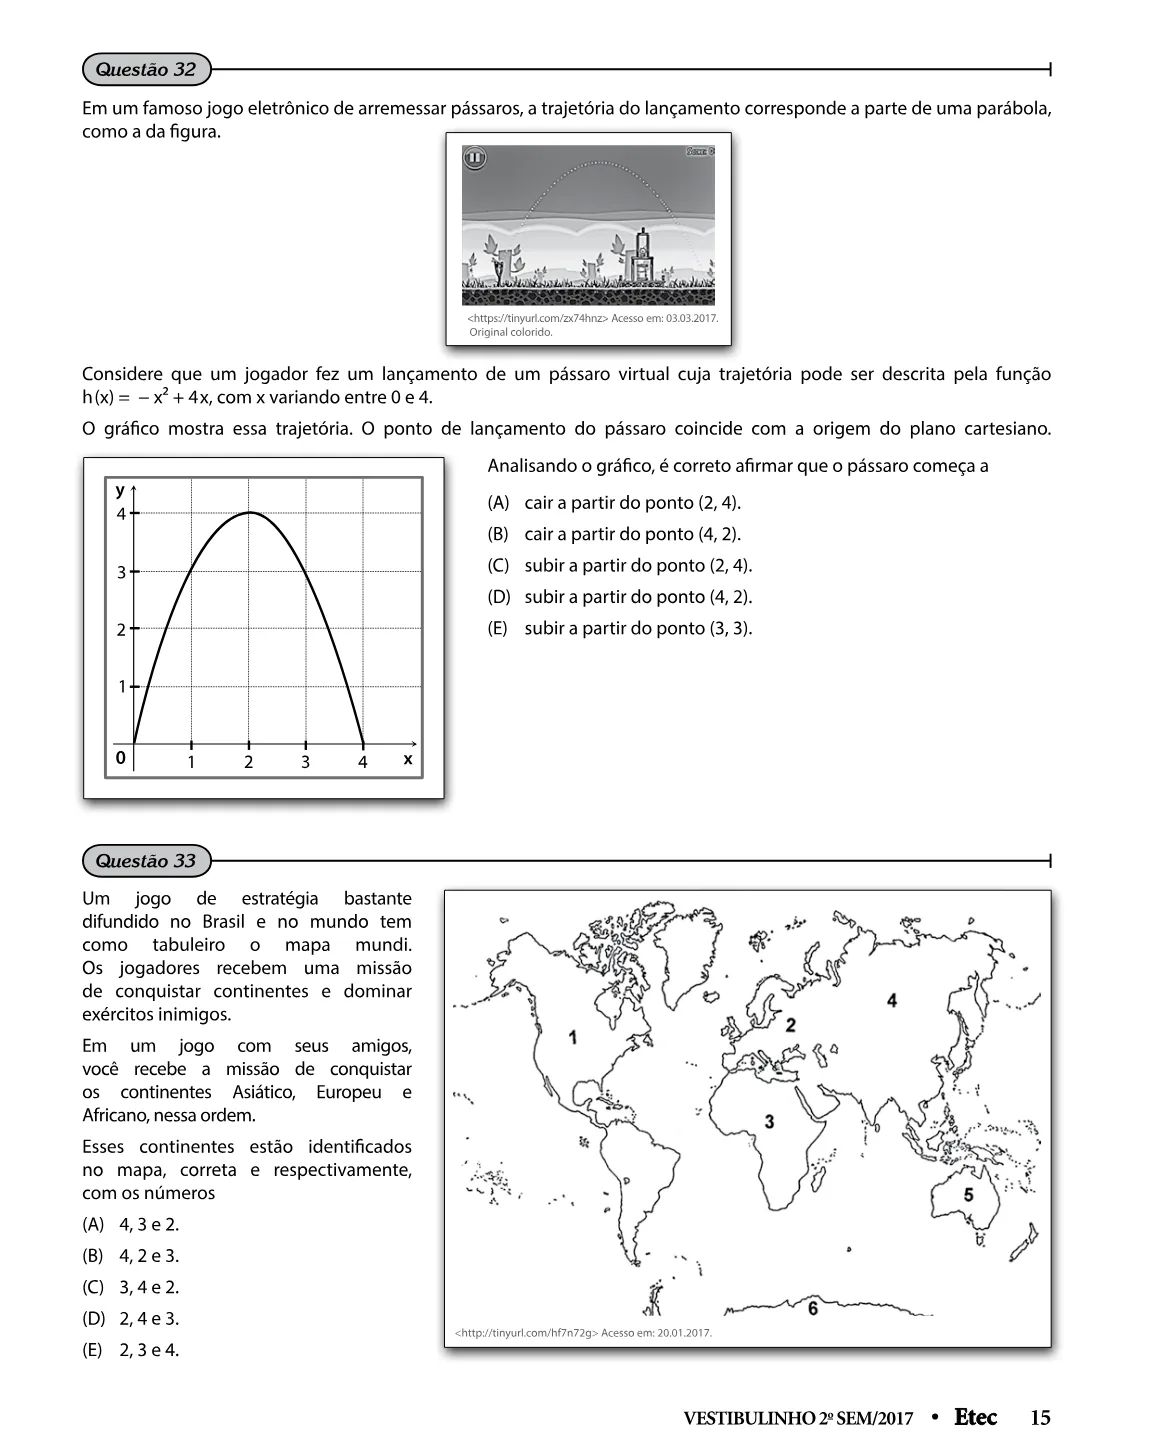 Questão 32
Em um famoso jogo eletrônico de arremessar pássaros, a trajetória do lançamento corresponde a parte de uma parábola,
como a da figura.
<https://tinyurl.com/zx74hnz> Acesso em: 03.03.2017.
Original colorido.
Considere que um jogador fez um lançamento de um pássaro virtual cuja trajetória pode ser descrita pela função
h(x) = − x² + 4x, com x variando entre 0 e 4.
O gráfico mostra essa trajetória. O ponto de lançamento do pássaro coincide com a origem do plano cartesiano.
y
4
3
2
1
0
1 2 3 4 x
Analisando o gráfico, é correto afirmar que o pássaro começa a
(A) cair a partir do ponto (2, 4).
(B) cair a partir do ponto (4, 2).
(C) subir a partir do ponto (2, 4).
(D) subir a partir do ponto (4, 2).
(E) subir a partir do ponto (3, 3).
Questão 33
Um jogo de estratégia bastante
difundido no Brasil e no mundo tem
como tabuleiro o mapa mundi.
Os jogadores recebem uma missão
de conquistar continentes e dominar
exércitos inimigos.
Em um jogo com seus amigos,
você recebe a missão de conquistar
os continentes Asiático, Europeu e
Africano, nessa ordem.
Esses continentes estão identificados
no mapa, correta e respectivamente,
com os números
(A) 4, 3 e 2.
(B) 4, 2 e 3.
(C) 3, 4 e 2.
(D) 2, 4 e 3.
(E) 2, 3 e 4.
4
2
1
3
5
6
<http://tinyurl.com/hf7n72g> Acesso em: 20.01.2017.
VESTIBULINHO 2º SEM/2017 • Etec 15